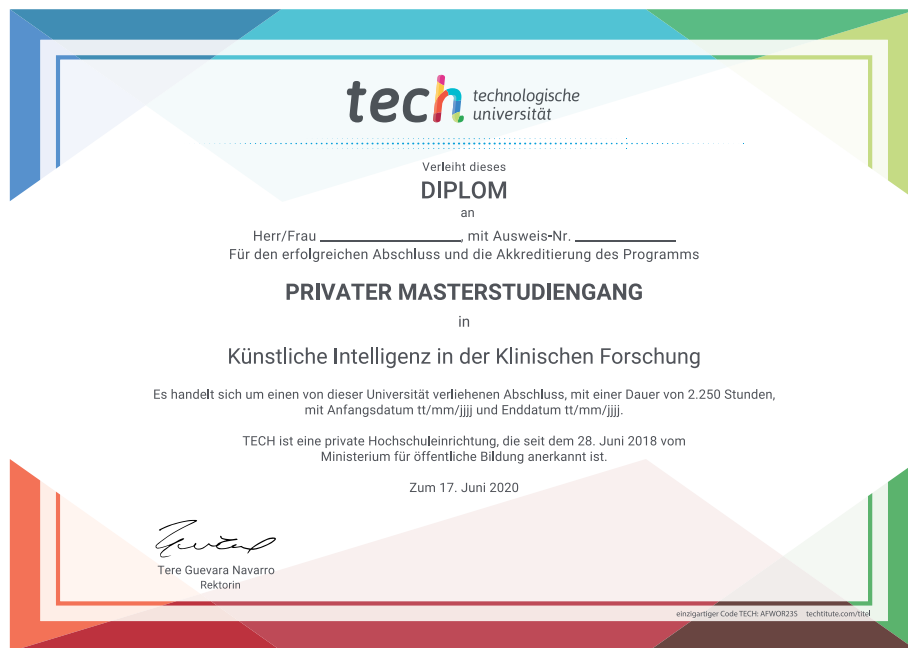 tech technologische
universität
Verleiht dieses
DIPLOM
an
Herr/Frau ____________________, mit Ausweis-Nr. ______________
Für den erfolgreichen Abschluss und die Akkreditierung des Programms
PRIVATER MASTERSTUDIENGANG
in
Künstliche Intelligenz in der Klinischen Forschung
Es handelt sich um einen von dieser Universität verliehenen Abschluss, mit einer Dauer von 2.250 Stunden,
mit Anfangsdatum tt/mm/jjjj und Enddatum tt/mm/jjjj.
TECH ist eine private Hochschuleinrichtung, die seit dem 28. Juni 2018 vom
Ministerium für öffentliche Bildung anerkannt ist.
Zum 17. Juni 2020
Tere Guevara Navarro
Rektorin
einzigartiger Code TECH: AFWOR23S techtitute.com/titel